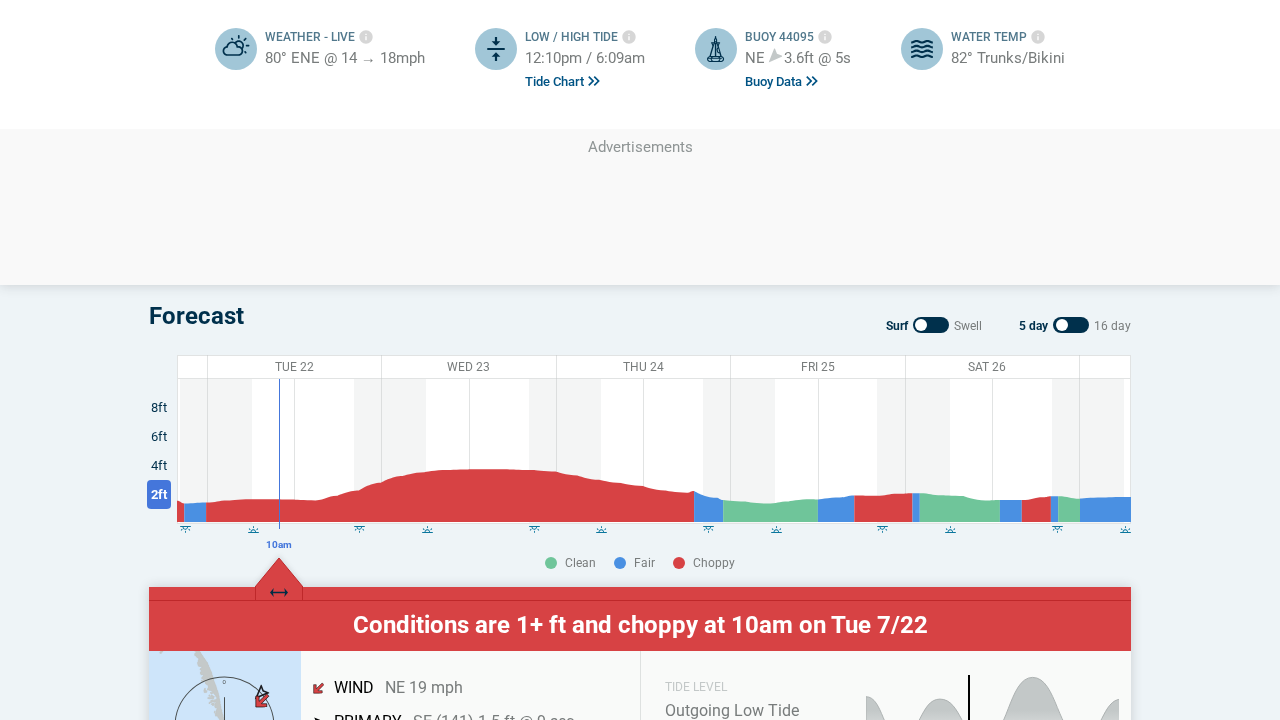 WEATHER - LIVE
80° ENE @ 14 → 18mph
LOW / HIGH TIDE
12:10pm / 6:09am
Tide Chart
BUOY 44095
NE 3.6ft @ 5s
Buoy Data
WATER TEMP
82° Trunks/Bikini
Advertisements
Forecast
Surf Swell
5 day 16 day
TUE 22 WED 23 THU 24 FRI 25 SAT 26
8ft
6ft
4ft
2ft
10am
Clean Fair Choppy
Conditions are 1+ ft and choppy at 10am on Tue 7/22
WIND NE 19 mph
PRIMARY SE (141) 1.5 ft @ 9 sec
TIDE LEVEL
Outgoing Low Tide